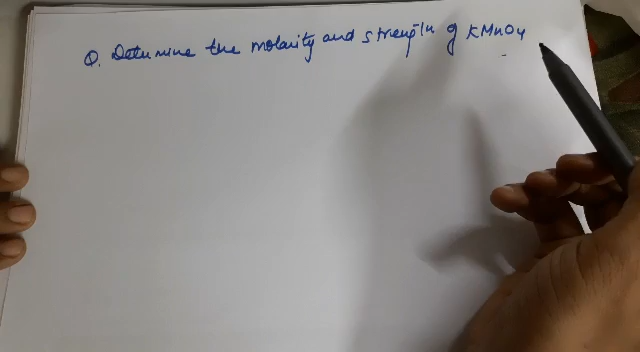 Q. Determine the molarity and strength of KMnO4